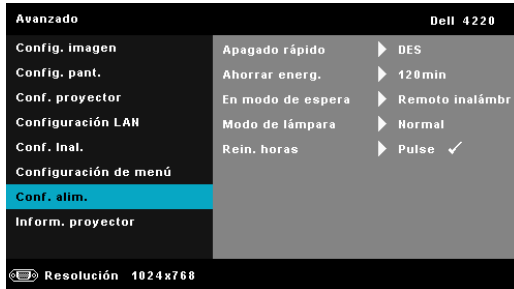 Avanzado Dell 4220
Config. imagen Apagado rápido DES
Config. pant. Ahorrar energ. 120min
Conf. proyector En modo de espera Remoto inalámbr
Configuración LAN Modo de lámpara Normal
Conf. Inal. Rein. horas Pulse ✓
Configuración de menú
Conf. alim.
Inform. proyector
Resolución 1024x768